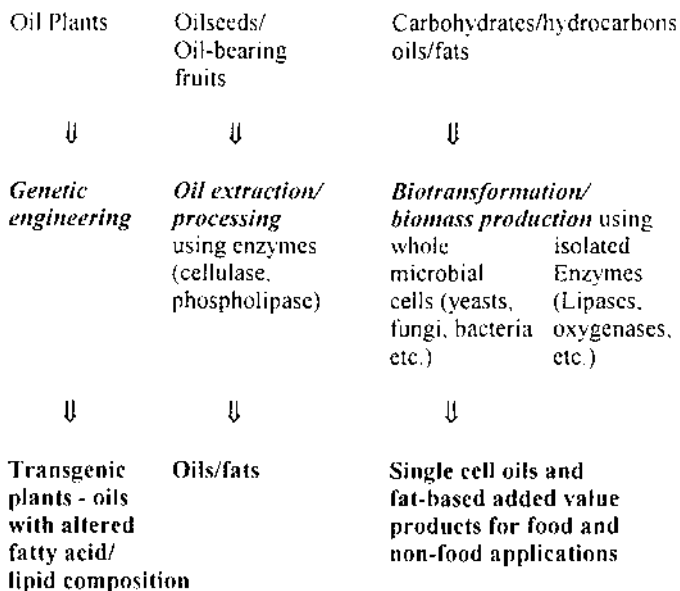 Oil Plants
Oilseeds/
Oil-bearing
fruits
Carbohydrates/hydrocarbons
oils/fats
⇓ ⇓ ⇓
Genetic
engineering
Oil extraction/
processing
using enzymes
(cellulase,
phospholipase)
Biotransformation/
biomass production using
whole
microbial
cells (yeasts,
fungi, bacteria
etc.)
isolated
Enzymes
(Lipases,
oxygenases,
etc.)
⇓ ⇓ ⇓
Transgenic
plants - oils
with altered
fatty acid/
lipid composition
Oils/fats
Single cell oils and
fat-based added value
products for food and
non-food applications